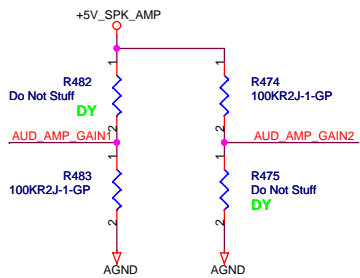 +5V_SPK_AMP
1
1
R482
Do Not Stuff
DY
R474
100KR2J-1-GP
2
2
AUD_AMP_GAIN1
AUD_AMP_GAIN2
1
1
R483
100KR2J-1-GP
R475
Do Not Stuff
DY
2
2
AGND
AGND